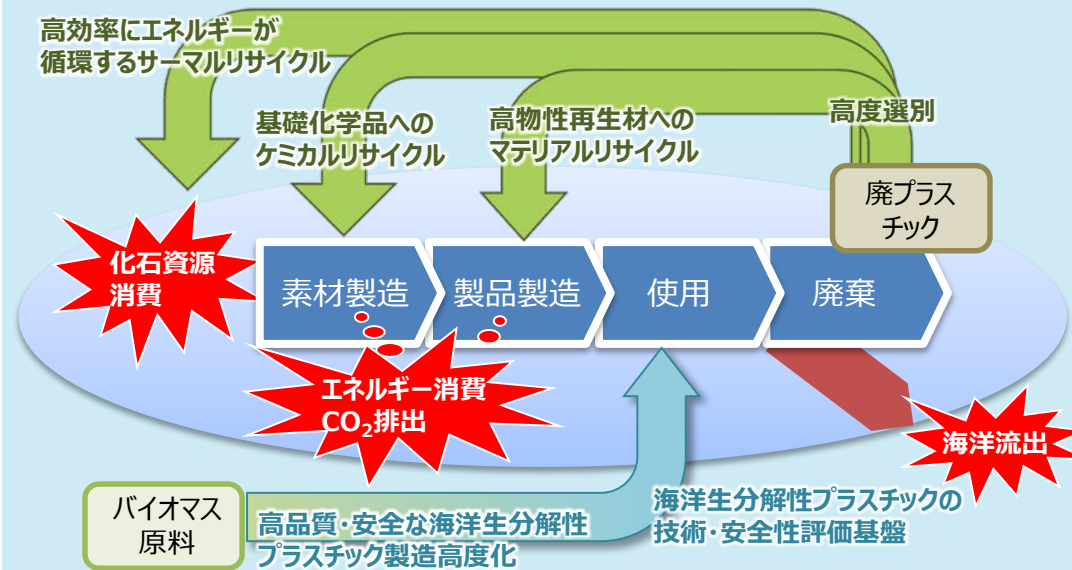 高効率にエネルギーが
循環するサーマルリサイクル
基礎化学品への
ケミカルリサイクル
高物性再生材への
マテリアルリサイクル
高度選別
廃プラス
チック
化石資源
消費
素材製造
製品製造
使用
廃棄
エネルギー消費
CO₂排出
海洋流出
バイオマス
原料
高品質・安全な海洋生分解性
プラスチック製造高度化
海洋生分解性プラスチックの
技術・安全性評価基盤